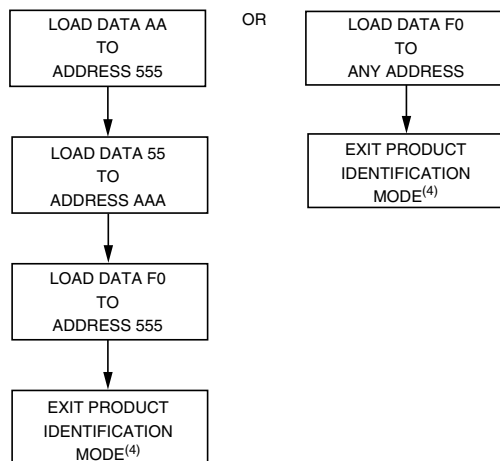 LOAD DATA AA
TO
ADDRESS 555
LOAD DATA 55
TO
ADDRESS AAA
LOAD DATA F0
TO
ADDRESS 555
EXIT PRODUCT
IDENTIFICATION
MODE(4)
OR
LOAD DATA F0
TO
ANY ADDRESS
EXIT PRODUCT
IDENTIFICATION
MODE(4)